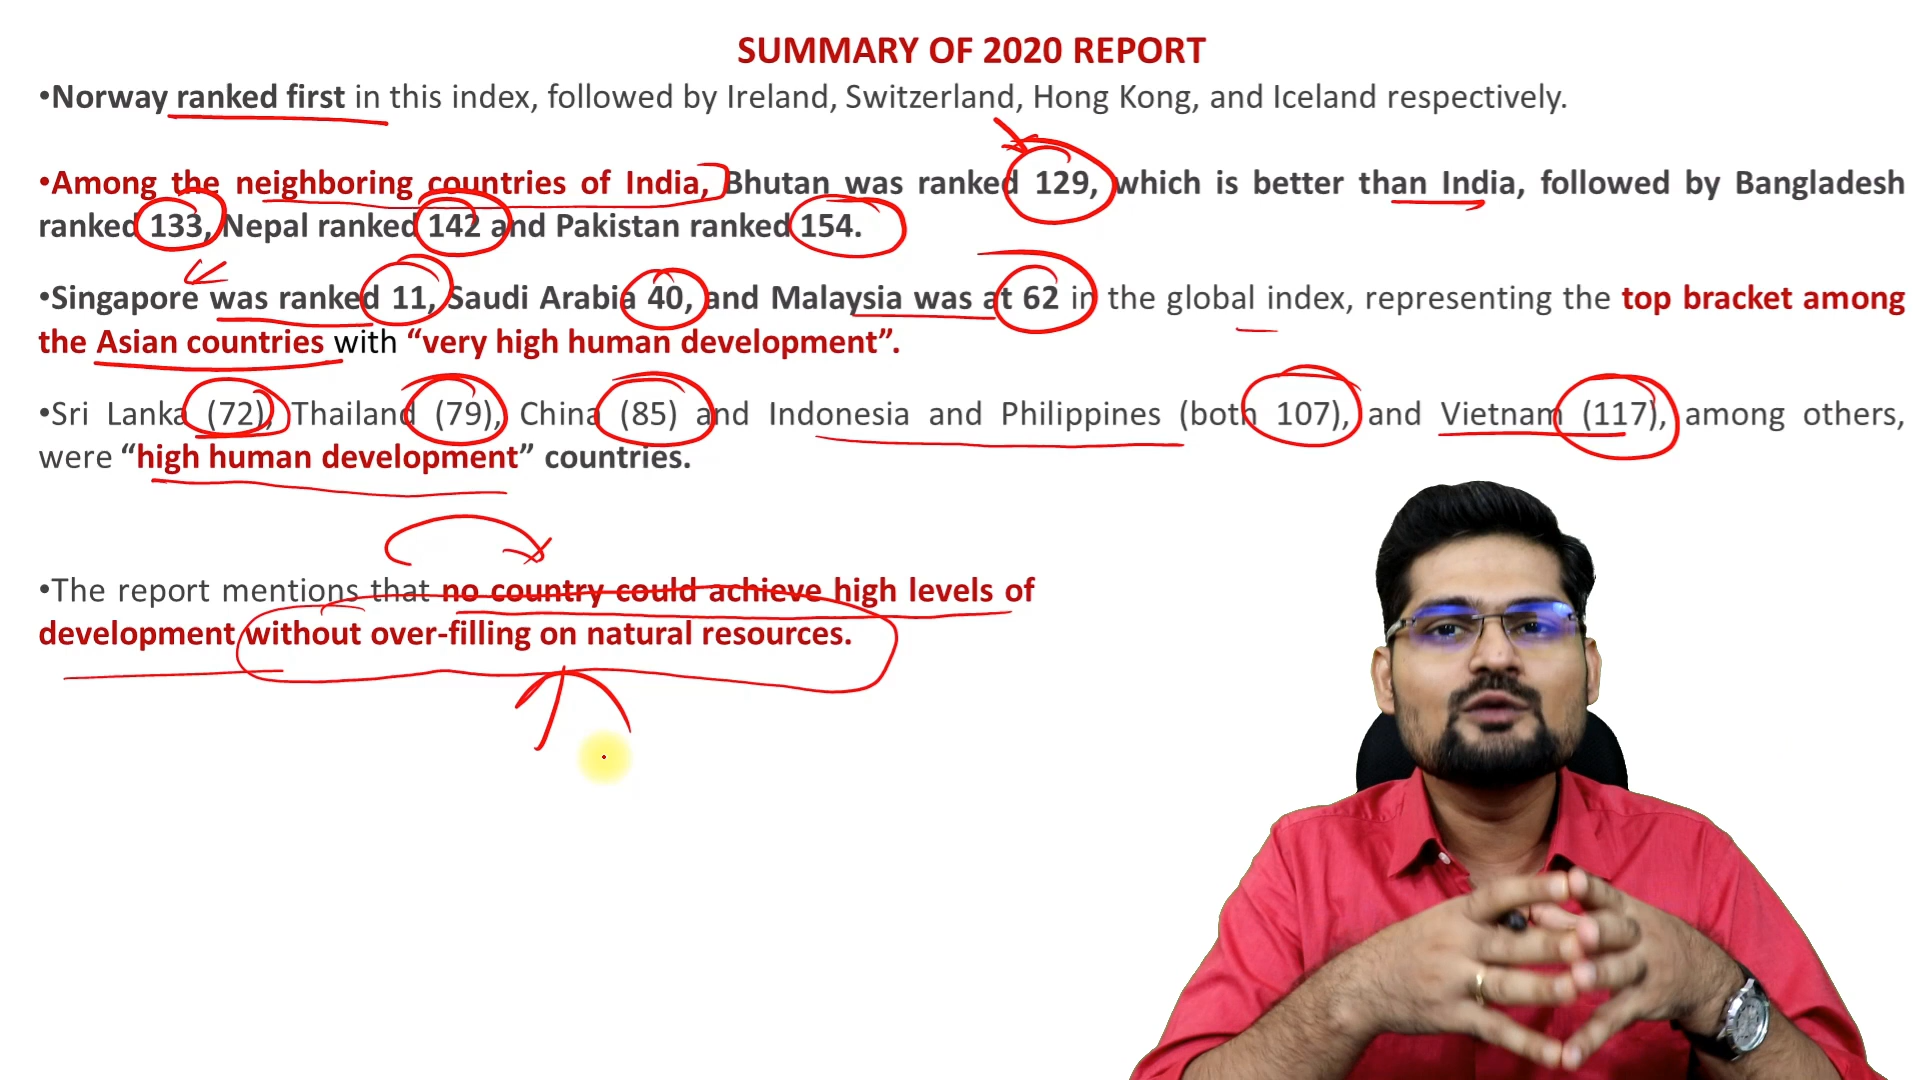 SUMMARY OF 2020 REPORT
•Norway ranked first in this index, followed by Ireland, Switzerland, Hong Kong, and Iceland respectively.
•Among the neighboring countries of India, Bhutan was ranked 129, which is better than India, followed by Bangladesh
ranked 133, Nepal ranked 142 and Pakistan ranked 154.
•Singapore was ranked 11, Saudi Arabia 40, and Malaysia was at 62 in the global index, representing the top bracket among
the Asian countries with “very high human development”.
•Sri Lanka (72), Thailand (79), China (85) and Indonesia and Philippines (both 107), and Vietnam (117), among others,
were “high human development” countries.
•The report mentions that no country could achieve high levels of
development without over-filling on natural resources.